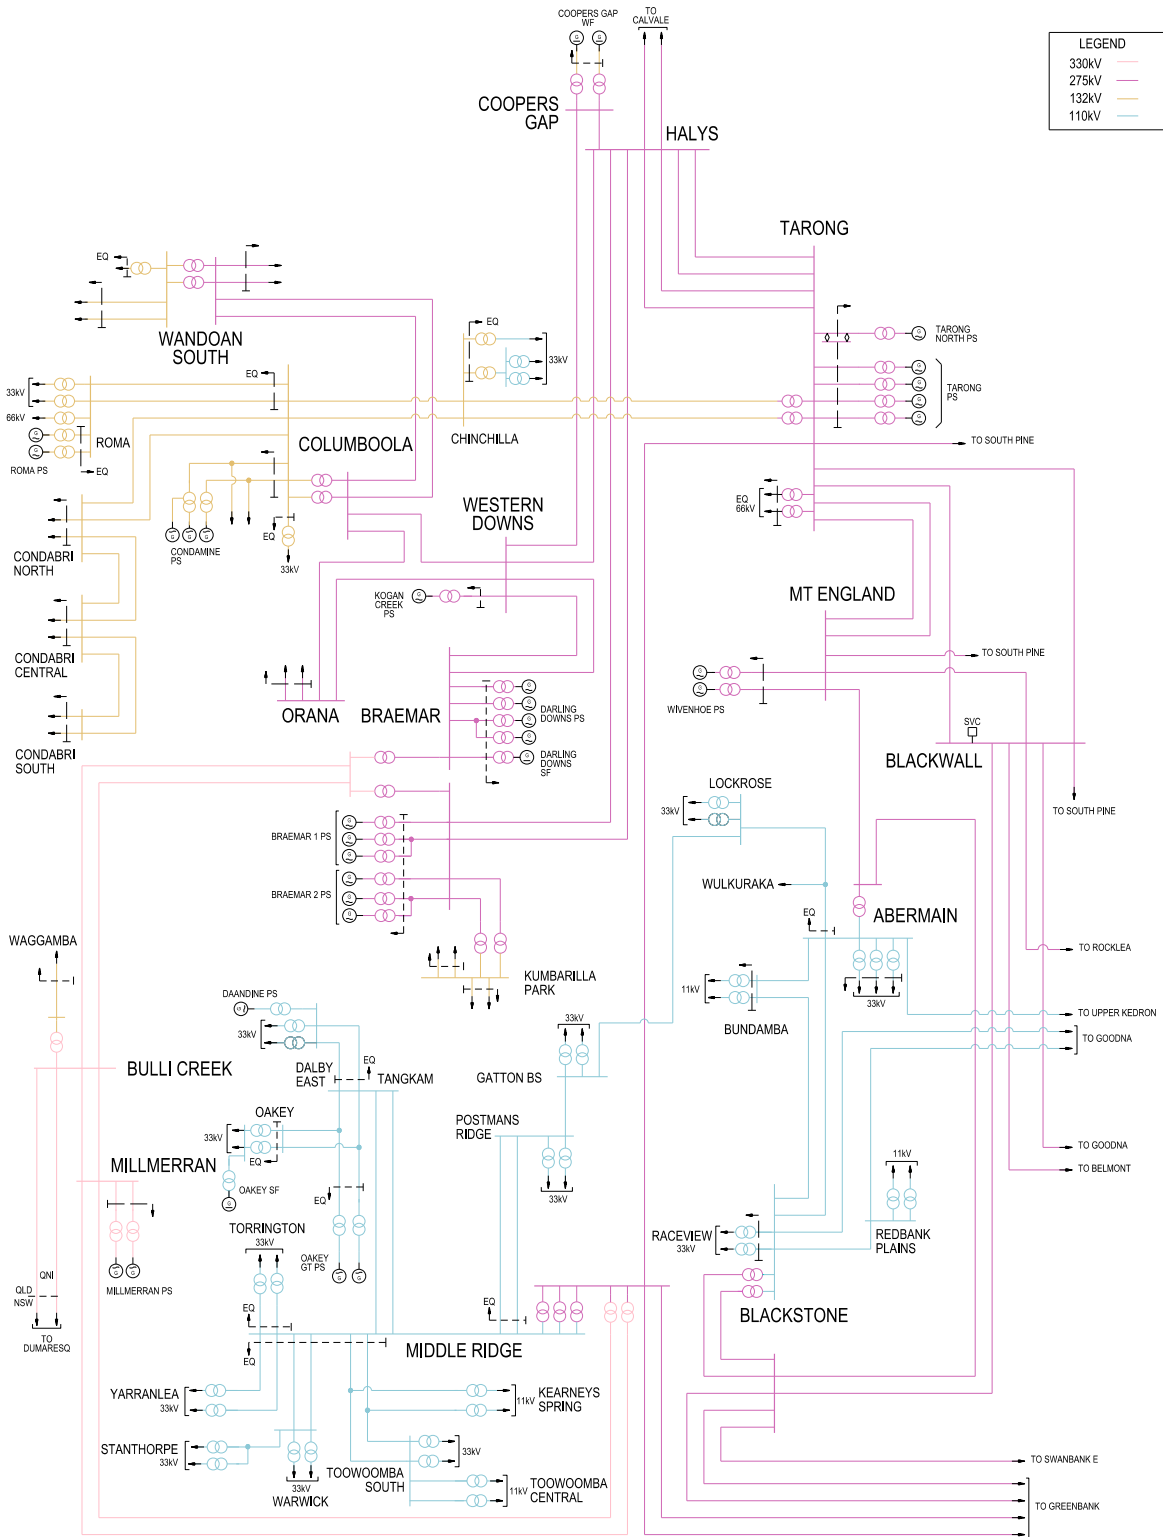 COOPERS GAP
WF
TO
CALVALE
LEGEND
330kV
275kV
132kV
110kV
COOPERS
GAP
HALYS
TARONG
EQ
WANDOAN
SOUTH
EQ
33kV
CHINCHILLA
TARONG
NORTH PS
TARONG
PS
33kV
66kV
ROMA
ROMA PS
EQ
EQ
COLUMBOOLA
TO SOUTH PINE
EQ
66kV
WESTERN
DOWNS
CONDAMINE
PS
EQ
33kV
CONDABRI
NORTH
CONDABRI
CENTRAL
CONDABRI
SOUTH
KOGAN
CREEK
PS
MT ENGLAND
TO SOUTH PINE
WIVENHOE PS
SVC
BLACKWALL
TO SOUTH PINE
ORANA
BRAEMAR
DARLING
DOWNS PS
DARLING
DOWNS
SF
LOCKROSE
33kV
BRAEMAR 1 PS
BRAEMAR 2 PS
WULKURAKA
EQ
ABERMAIN
33kV
TO ROCKLEA
WAGGAMBA
KUMBARILLA
PARK
11kV
BUNDAMBA
TO UPPER KEDRON
TO GOODNA
DAANDINE PS
33kV
DALBY
EAST
EQ
TANGKAM
33kV
GATTON BS
BULLI CREEK
OAKEY
33kV
EQ
OAKEY SF
POSTMANS
RIDGE
33kV
MILLMERRAN
MILLMERRAN PS
TO GOODNA
TO BELMONT
11kV
REDBANK
PLAINS
RACEVIEW
33kV
TORRINGTON
33kV
EQ
OAKEY
GT PS
QNI
QLD
NSW
TO
DUMARESQ
EQ
EQ
EQ
MIDDLE RIDGE
BLACKSTONE
YARRANLEA
33kV
11kV
KEARNEYS
SPRING
STANTHORPE
33kV
33kV
WARWICK
33kV
TOOWOOMBA
SOUTH
11kV
TOOWOOMBA
CENTRAL
TO SWANBANK E
TO GREENBANK